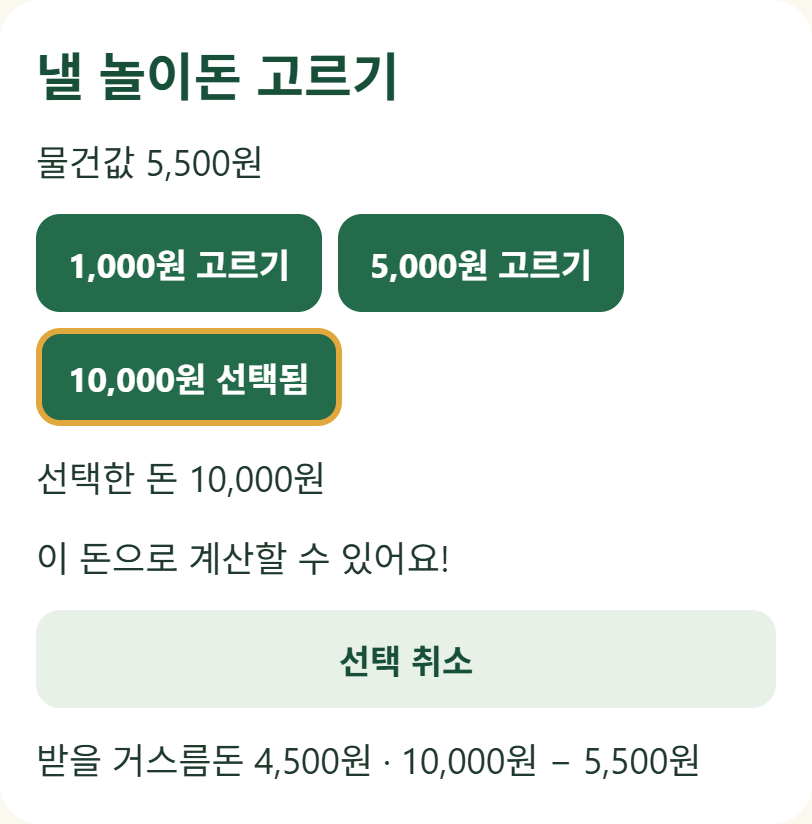 낼 놀이돈 고르기
물건값 5,500원
1,000원 고르기
5,000원 고르기
10,000원 선택됨
선택한 돈 10,000원
이 돈으로 계산할 수 있어요!
선택 취소
받을 거스름돈 4,500원 · 10,000원 − 5,500원